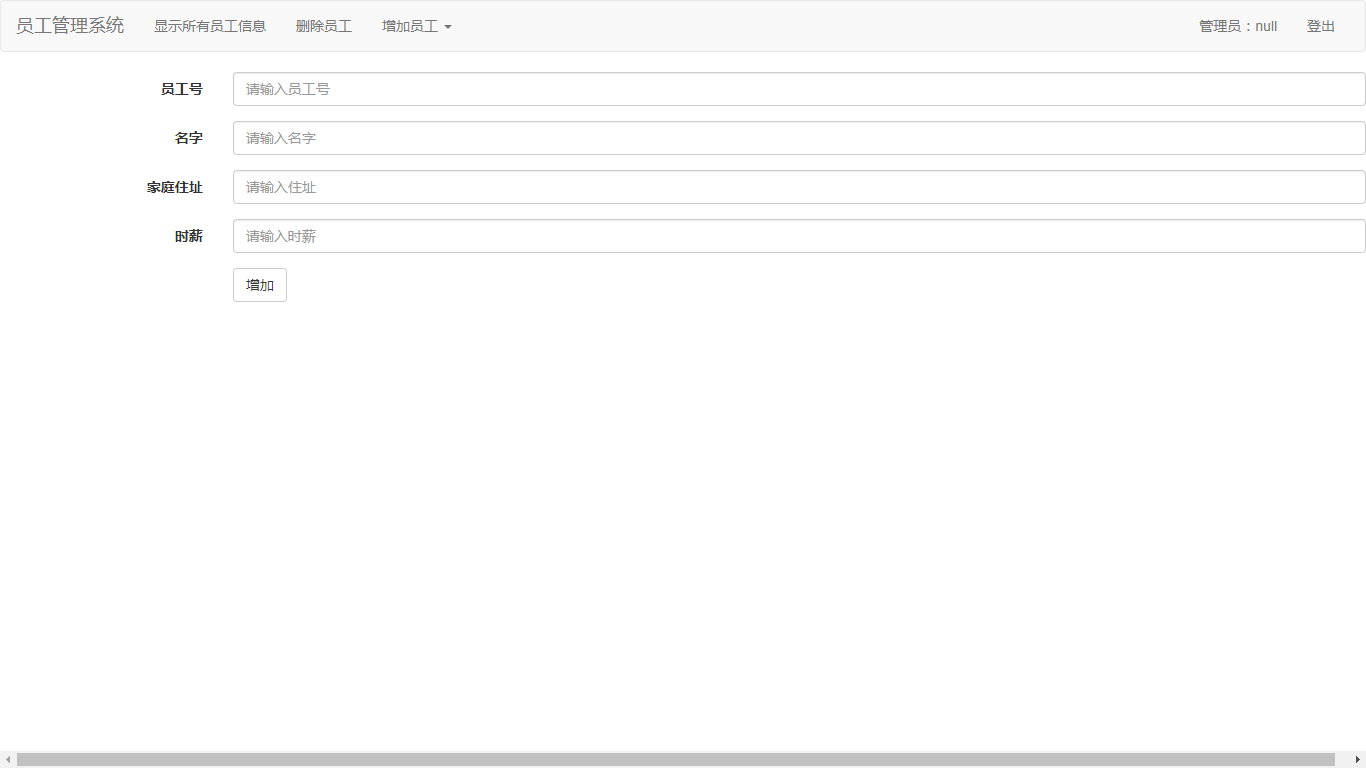 员工管理系统 显示所有员工信息 删除员工 增加员工 管理员：null 登出
员工号 请输入员工号
名字 请输入名字
家庭住址 请输入住址
时薪 请输入时薪
增加